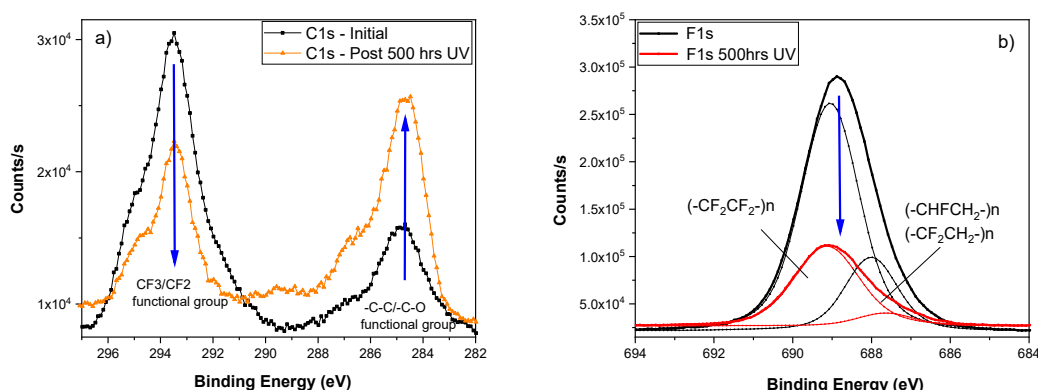 a)
C1s - Initial
C1s - Post 500 hrs UV
3x10⁴
2x10⁴
1x10⁴
Counts/s
CF3/CF2
functional group
-C-C/-C-O
functional group
296 294 292 290 288 286 284 282
Binding Energy (eV)
b)
F1s
F1s 500hrs UV
3.5x10⁵
3.0x10⁵
2.5x10⁵
2.0x10⁵
1.5x10⁵
1.0x10⁵
5.0x10⁴
Counts/s
(-CF₂CF₂-)n
(-CHFCH₂-)n
(-CF₂CH₂-)n
694 692 690 688 686 684
Binding Energy (eV)